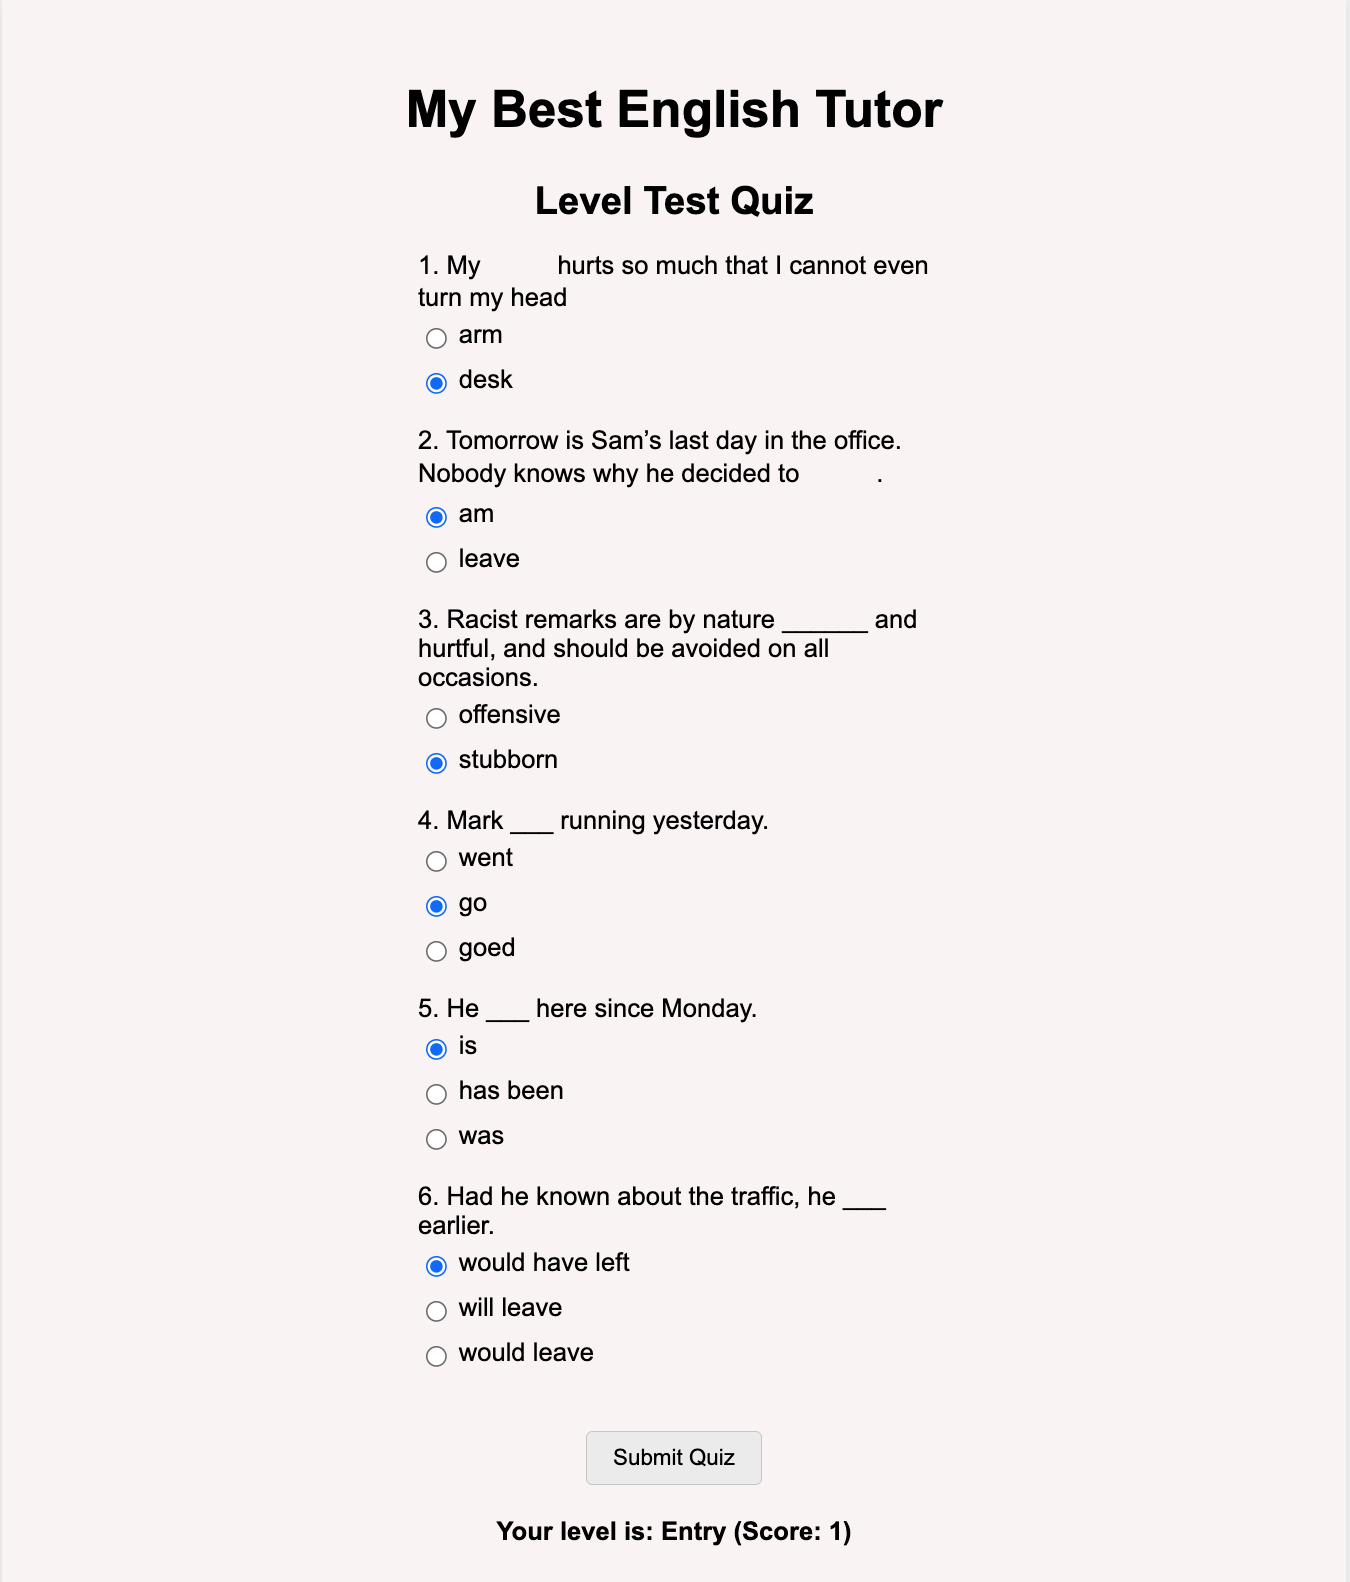 My Best English Tutor
Level Test Quiz
1. My hurts so much that I cannot even
turn my head
arm
desk
2. Tomorrow is Sam’s last day in the office.
Nobody knows why he decided to .
am
leave
3. Racist remarks are by nature ______ and
hurtful, and should be avoided on all
occasions.
offensive
stubborn
4. Mark ___ running yesterday.
went
go
goed
5. He ___ here since Monday.
is
has been
was
6. Had he known about the traffic, he ___
earlier.
would have left
will leave
would leave
Submit Quiz
Your level is: Entry (Score: 1)